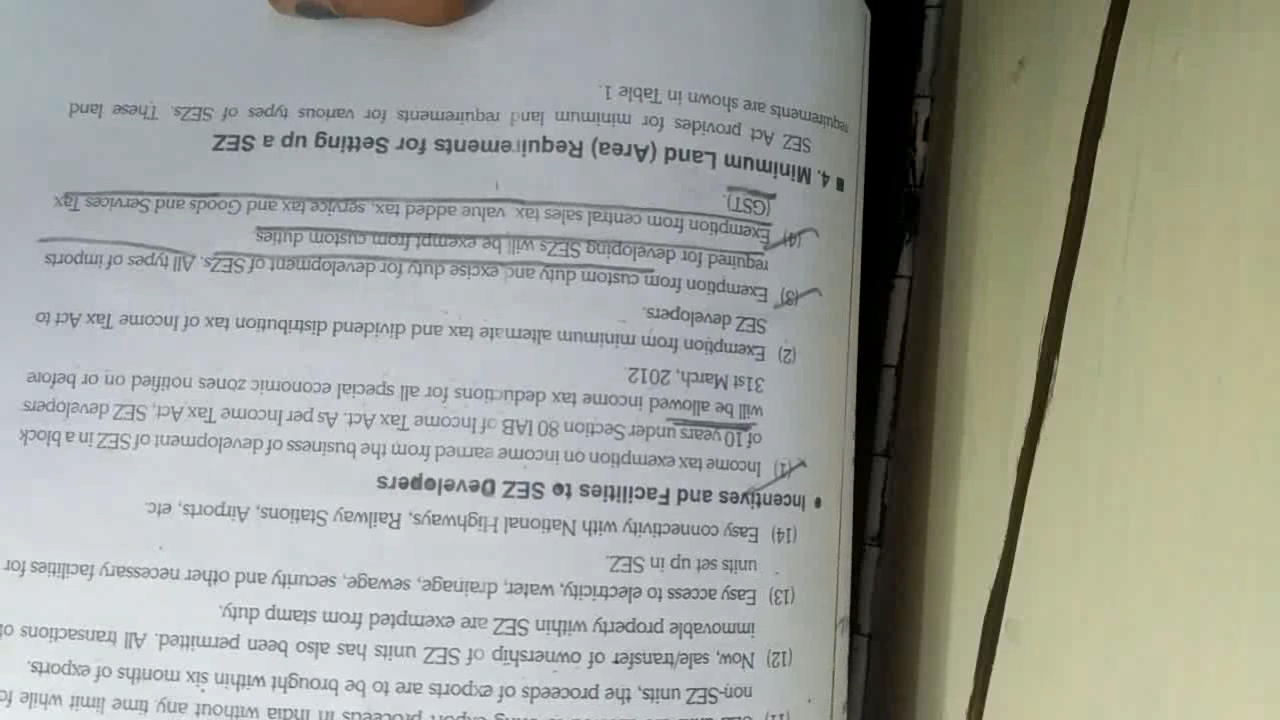 export proceeds in India without any time limit while
non-SEZ units, the proceeds of exports are to be brought within six months of exports.
(12) Now, sale/transfer of ownership of SEZ units has also been permitted. All transactions of
immovable property within SEZ are exempted from stamp duty.
(13) Easy access to electricity, water, drainage, sewage, security and other necessary facilities for
units set up in SEZ.
(14) Easy connectivity with National Highways, Railway Stations, Airports, etc
• Incentives and Facilities to SEZ Developers
(1) Income tax exemption on income earned from the business of development of SEZ in a block
of 10 years under Section 80 IAB of Income Tax Act. As per Income Tax Act, SEZ developers
will be allowed income tax deductions for all special economic zones notified on or before
31st March, 2012.
(2) Exemption from minimum alternate tax and dividend distribution tax of Income Tax Act to
SEZ developers.
(3) Exemption from custom duty and excise duty for development of SEZs. All types of imports
required for developing SEZs will be exempt from custom duties
(4) Exemption from central sales tax, value added tax, service tax and Goods and Services Tax
(GST).
■ 4. Minimum Land (Area) Requirements for Setting up a SEZ
SEZ Act provides for minimum land requirements for various types of SEZs. These land
requirements are shown in Table 1.